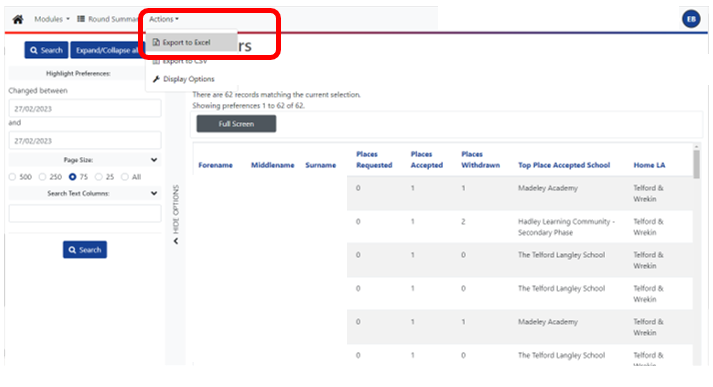 Modules
Round Summar
Actions
EB
Search
Expand/Collapse al
Export to Excel
rs
Export to CSV
Display Options
Highlight Preferences:
Changed between
27/02/2023
and
27/02/2023
Page Size:
500 250 75 25 All
Search Text Columns:
Search
HIDE OPTIONS
There are 62 records matching the current selection.
Showing preferences 1 to 62 of 62.
Full Screen
Forename Middlename Surname Places Requested Places Accepted Places Withdrawn Top Place Accepted School Home LA
0 1 1 Madeley Academy Telford & Wrekin
0 1 2 Hadley Learning Community - Secondary Phase Telford & Wrekin
0 1 0 The Telford Langley School Telford & Wrekin
0 1 0 The Telford Langley School Telford & Wrekin
0 1 1 Madeley Academy Telford & Wrekin
0 1 0 The Telford Langley School Telford & Wrekin